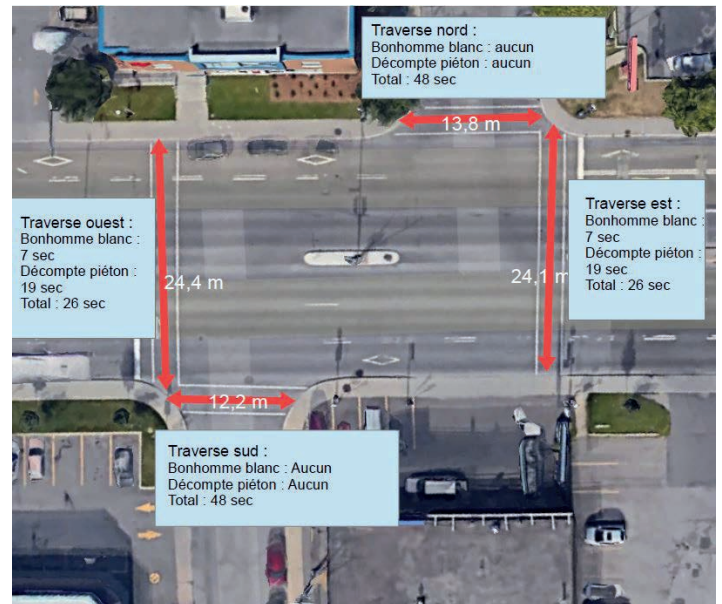 Traverse nord :
Bonhomme blanc : aucun
Décompte piéton : aucun
Total : 48 sec
13,8 m
Traverse ouest :
Bonhomme blanc :
7 sec
Décompte piéton :
19 sec
Total : 26 sec
24,4 m
24,1 m
Traverse est :
Bonhomme blanc :
7 sec
Décompte piéton :
19 sec
Total : 26 sec
12,2 m
Traverse sud :
Bonhomme blanc : Aucun
Décompte piéton : Aucun
Total : 48 sec